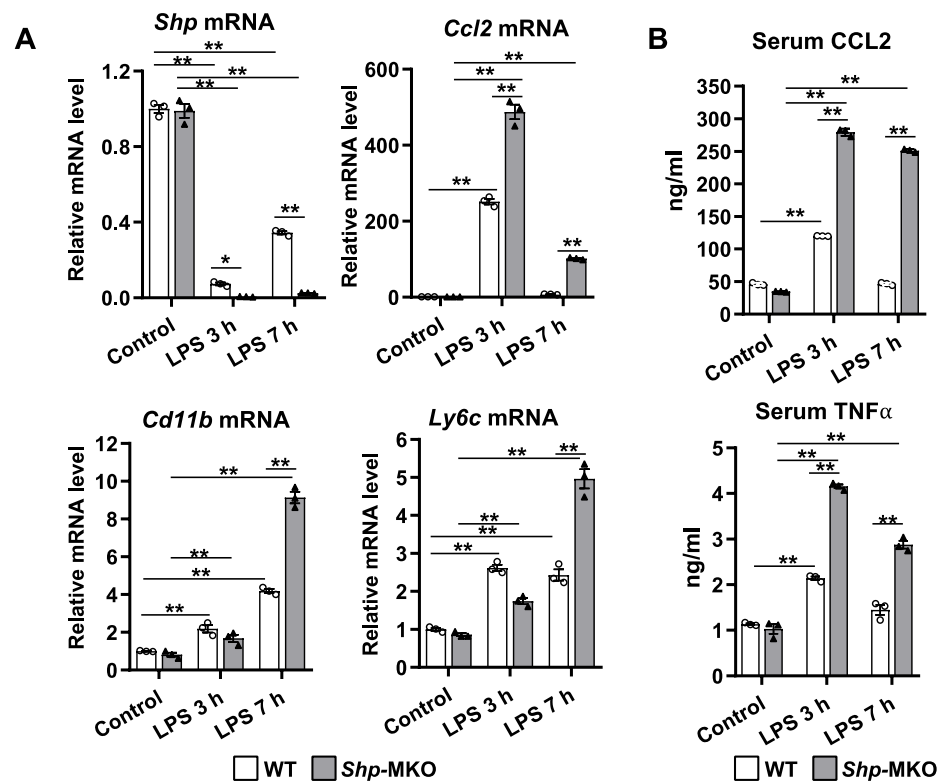 A
Shp mRNA
Relative mRNA level
1.2
0.8
0.4
0.0
**
**
**
**
*
**
Control
LPS 3 h
LPS 7 h
Ccl2 mRNA
Relative mRNA level
600
400
200
0
**
**
**
**
**
Control
LPS 3 h
LPS 7 h
B
Serum CCL2
ng/ml
350
300
250
200
150
100
50
0
**
**
**
**
**
Control
LPS 3 h
LPS 7 h
Cd11b mRNA
Relative mRNA level
12
10
8
6
4
2
0
**
**
**
**
**
Control
LPS 3 h
LPS 7 h
Ly6c mRNA
Relative mRNA level
6
5
4
3
2
1
0
**
**
**
**
**
Control
LPS 3 h
LPS 7 h
Serum TNFα
ng/ml
5
4
3
2
1
0
**
**
**
**
**
Control
LPS 3 h
LPS 7 h
WT Shp-MKO
WT Shp-MKO